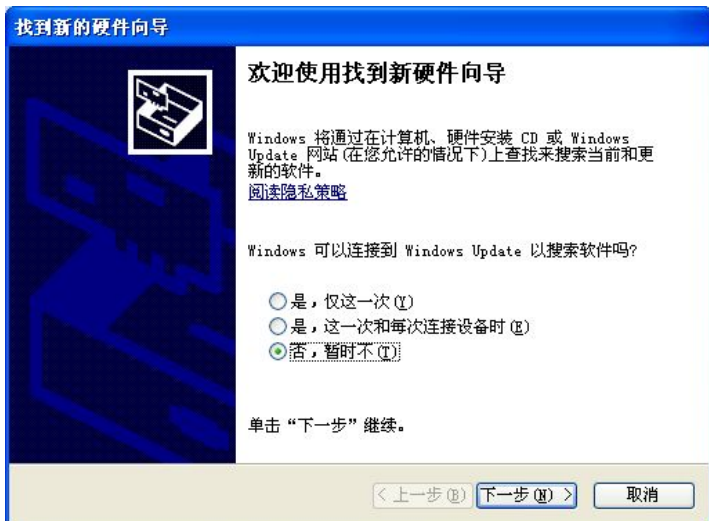 找到新的硬件向导
欢迎使用找到新硬件向导
Windows 将通过在计算机、硬件安装 CD 或 Windows
Update 网站(在您允许的情况下)上查找来搜索当前和更
新的软件。
阅读隐私策略
Windows 可以连接到 Windows Update 以搜索软件吗?
是，仅这一次(Y)
是，这一次和每次连接设备时(E)
否，暂时不(T)
单击“下一步”继续。
< 上一步(B) 下一步(N) > 取消